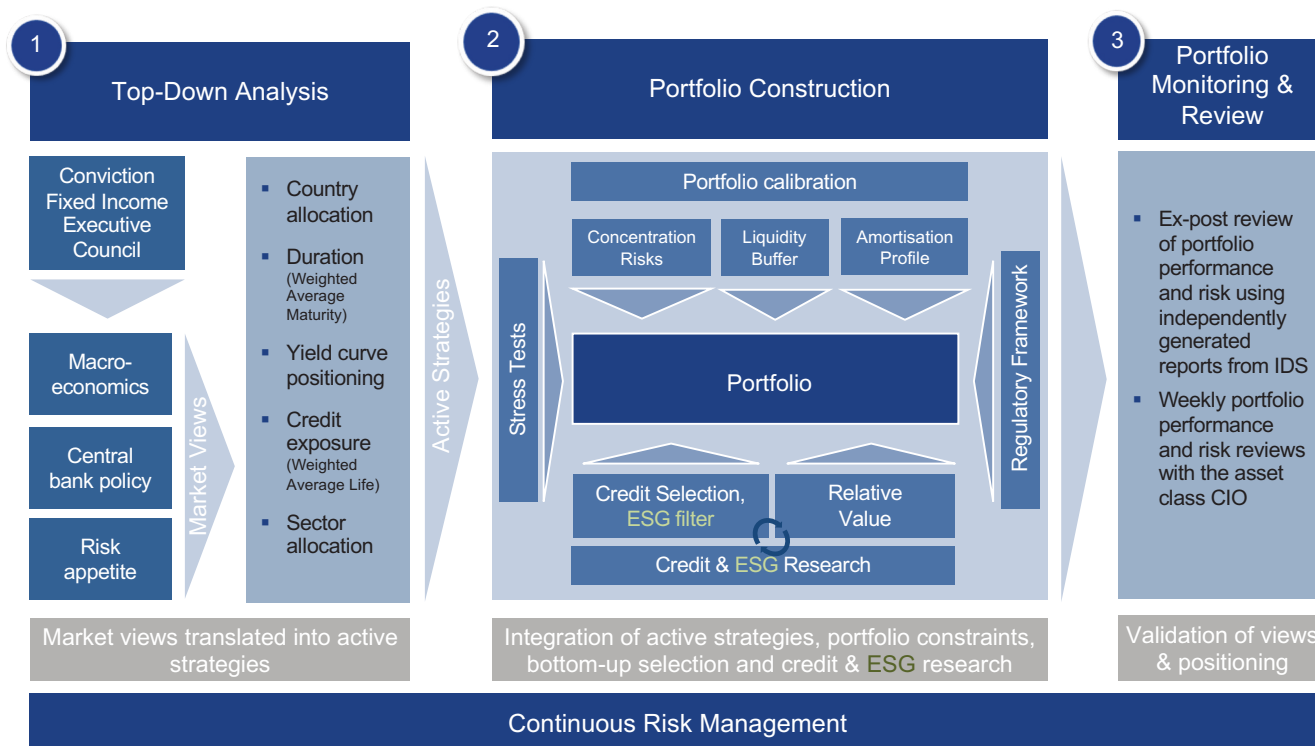 1
Top-Down Analysis
Conviction
Fixed Income
Executive
Council
Macro-
economics
Central
bank policy
Risk
appetite
Market Views
▪ Country
allocation
▪ Duration
(Weighted
Average
Maturity)
▪ Yield curve
positioning
▪ Credit
exposure
(Weighted
Average Life)
▪ Sector
allocation
Market views translated into active
strategies
Active Strategies
2
Portfolio Construction
Portfolio calibration
Concentration
Risks
Liquidity
Buffer
Amortisation
Profile
Stress Tests
Portfolio
Regulatory Framework
Credit Selection,
ESG filter
Relative
Value
Credit & ESG Research
Integration of active strategies, portfolio constraints,
bottom-up selection and credit & ESG research
3
Portfolio
Monitoring &
Review
▪ Ex-post review
of portfolio
performance
and risk using
independently
generated
reports from IDS
▪ Weekly portfolio
performance
and risk reviews
with the asset
class CIO
Validation of views
& positioning
Continuous Risk Management